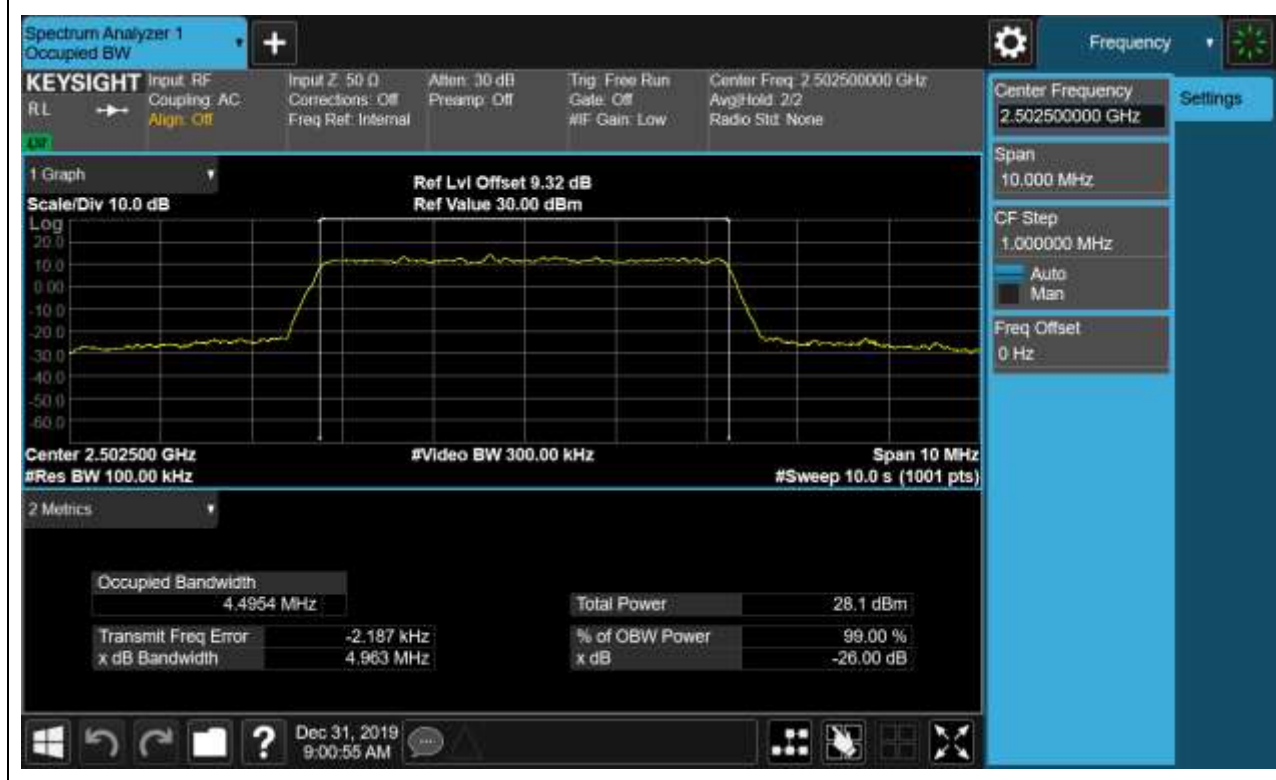 Spectrum Analyzer 1
Occupied BW
+
Frequency
KEYSIGHT
RL
Input: RF
Coupling: AC
Align: Off
Input Z: 50 Ω
Corrections: Off
Freq Ref: Internal
Atten: 30 dB
Preamp: Off
Trig: Free Run
Gate: Off
#IF Gain: Low
Center Freq: 2.502500000 GHz
Avg|Hold: 2/2
Radio Std: None
Center Frequency
2.502500000 GHz
Settings
Span
10.000 MHz
CF Step
1.000000 MHz
Auto
Man
Freq Offset
0 Hz
1 Graph
Scale/Div 10.0 dB
Ref Lvl Offset 9.32 dB
Ref Value 30.00 dBm
Log
20.0
10.0
0.00
-10.0
-20.0
-30.0
-40.0
-50.0
-60.0
Center 2.502500 GHz
#Video BW 300.00 kHz
Span 10 MHz
#Res BW 100.00 kHz
#Sweep 10.0 s (1001 pts)
2 Metrics
Occupied Bandwidth
4.4954 MHz
Total Power 28.1 dBm
Transmit Freq Error -2.187 kHz
% of OBW Power 99.00 %
x dB Bandwidth 4.963 MHz
x dB -26.00 dB
?
Dec 31, 2019
9:00:55 AM